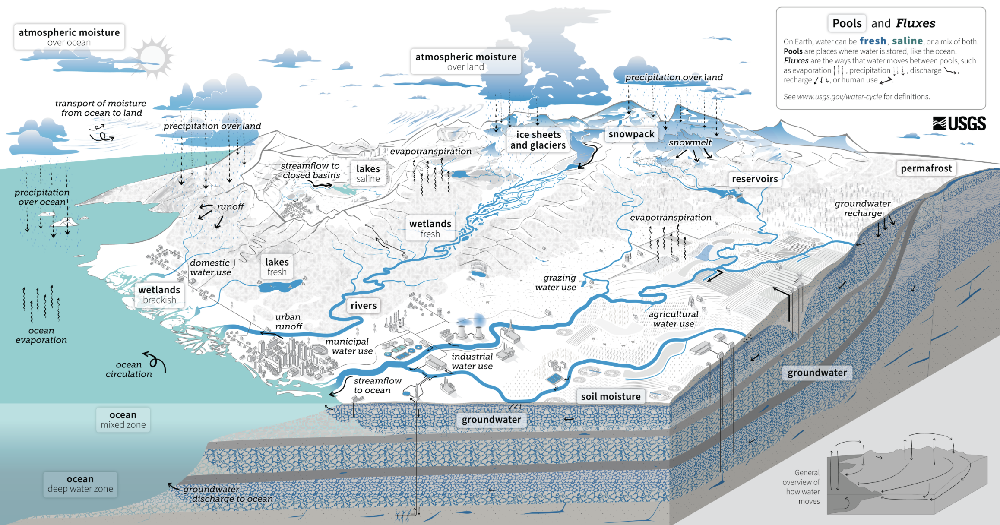 atmospheric moisture
over ocean
atmospheric moisture
over land
Pools and Fluxes
On Earth, water can be fresh, saline, or a mix of both.
Pools are places where water is stored, like the ocean.
Fluxes are the ways that water moves between pools, such
as evaporation, precipitation, discharge,
recharge, or human use.
See www.usgs.gov/water-cycle for definitions.
USGS
precipitation over land
transport of moisture
from ocean to land
precipitation over land
ice sheets
and glaciers
snowpack
snowmelt
evapotranspiration
streamflow to
closed basins
lakes
saline
reservoirs
permafrost
precipitation
over ocean
runoff
groundwater
recharge
evapotranspiration
wetlands
fresh
domestic
water use
lakes
fresh
grazing
water use
wetlands
brackish
rivers
urban
runoff
agricultural
water use
ocean
evaporation
municipal
water use
industrial
water use
ocean
circulation
streamflow
to ocean
groundwater
soil moisture
ocean
mixed zone
groundwater
ocean
deep water zone
groundwater
discharge to ocean
General
overview of
how water
moves